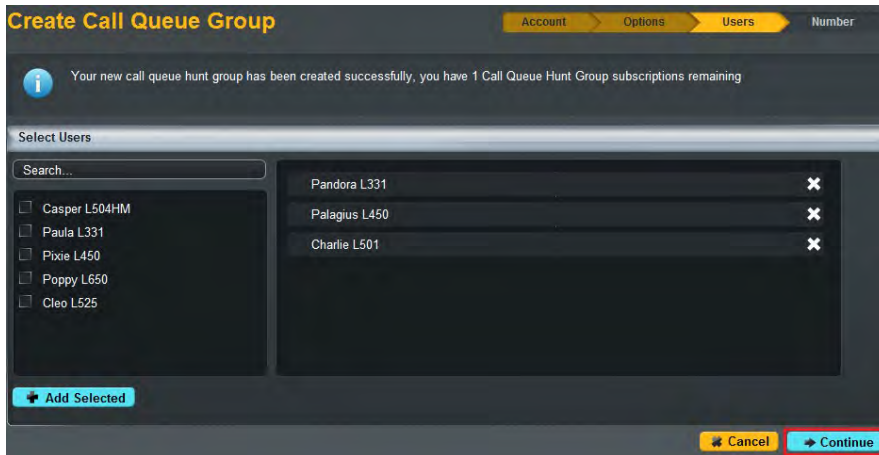 Create Call Queue Group
Account
Options
Users
Number
Your new call queue hunt group has been created successfully, you have 1 Call Queue Hunt Group subscriptions remaining
Select Users
Search...
Casper L504HM
Paula L331
Pixie L450
Poppy L650
Cleo L525
Pandora L331
Palagius L450
Charlie L501
Add Selected
Cancel
Continue